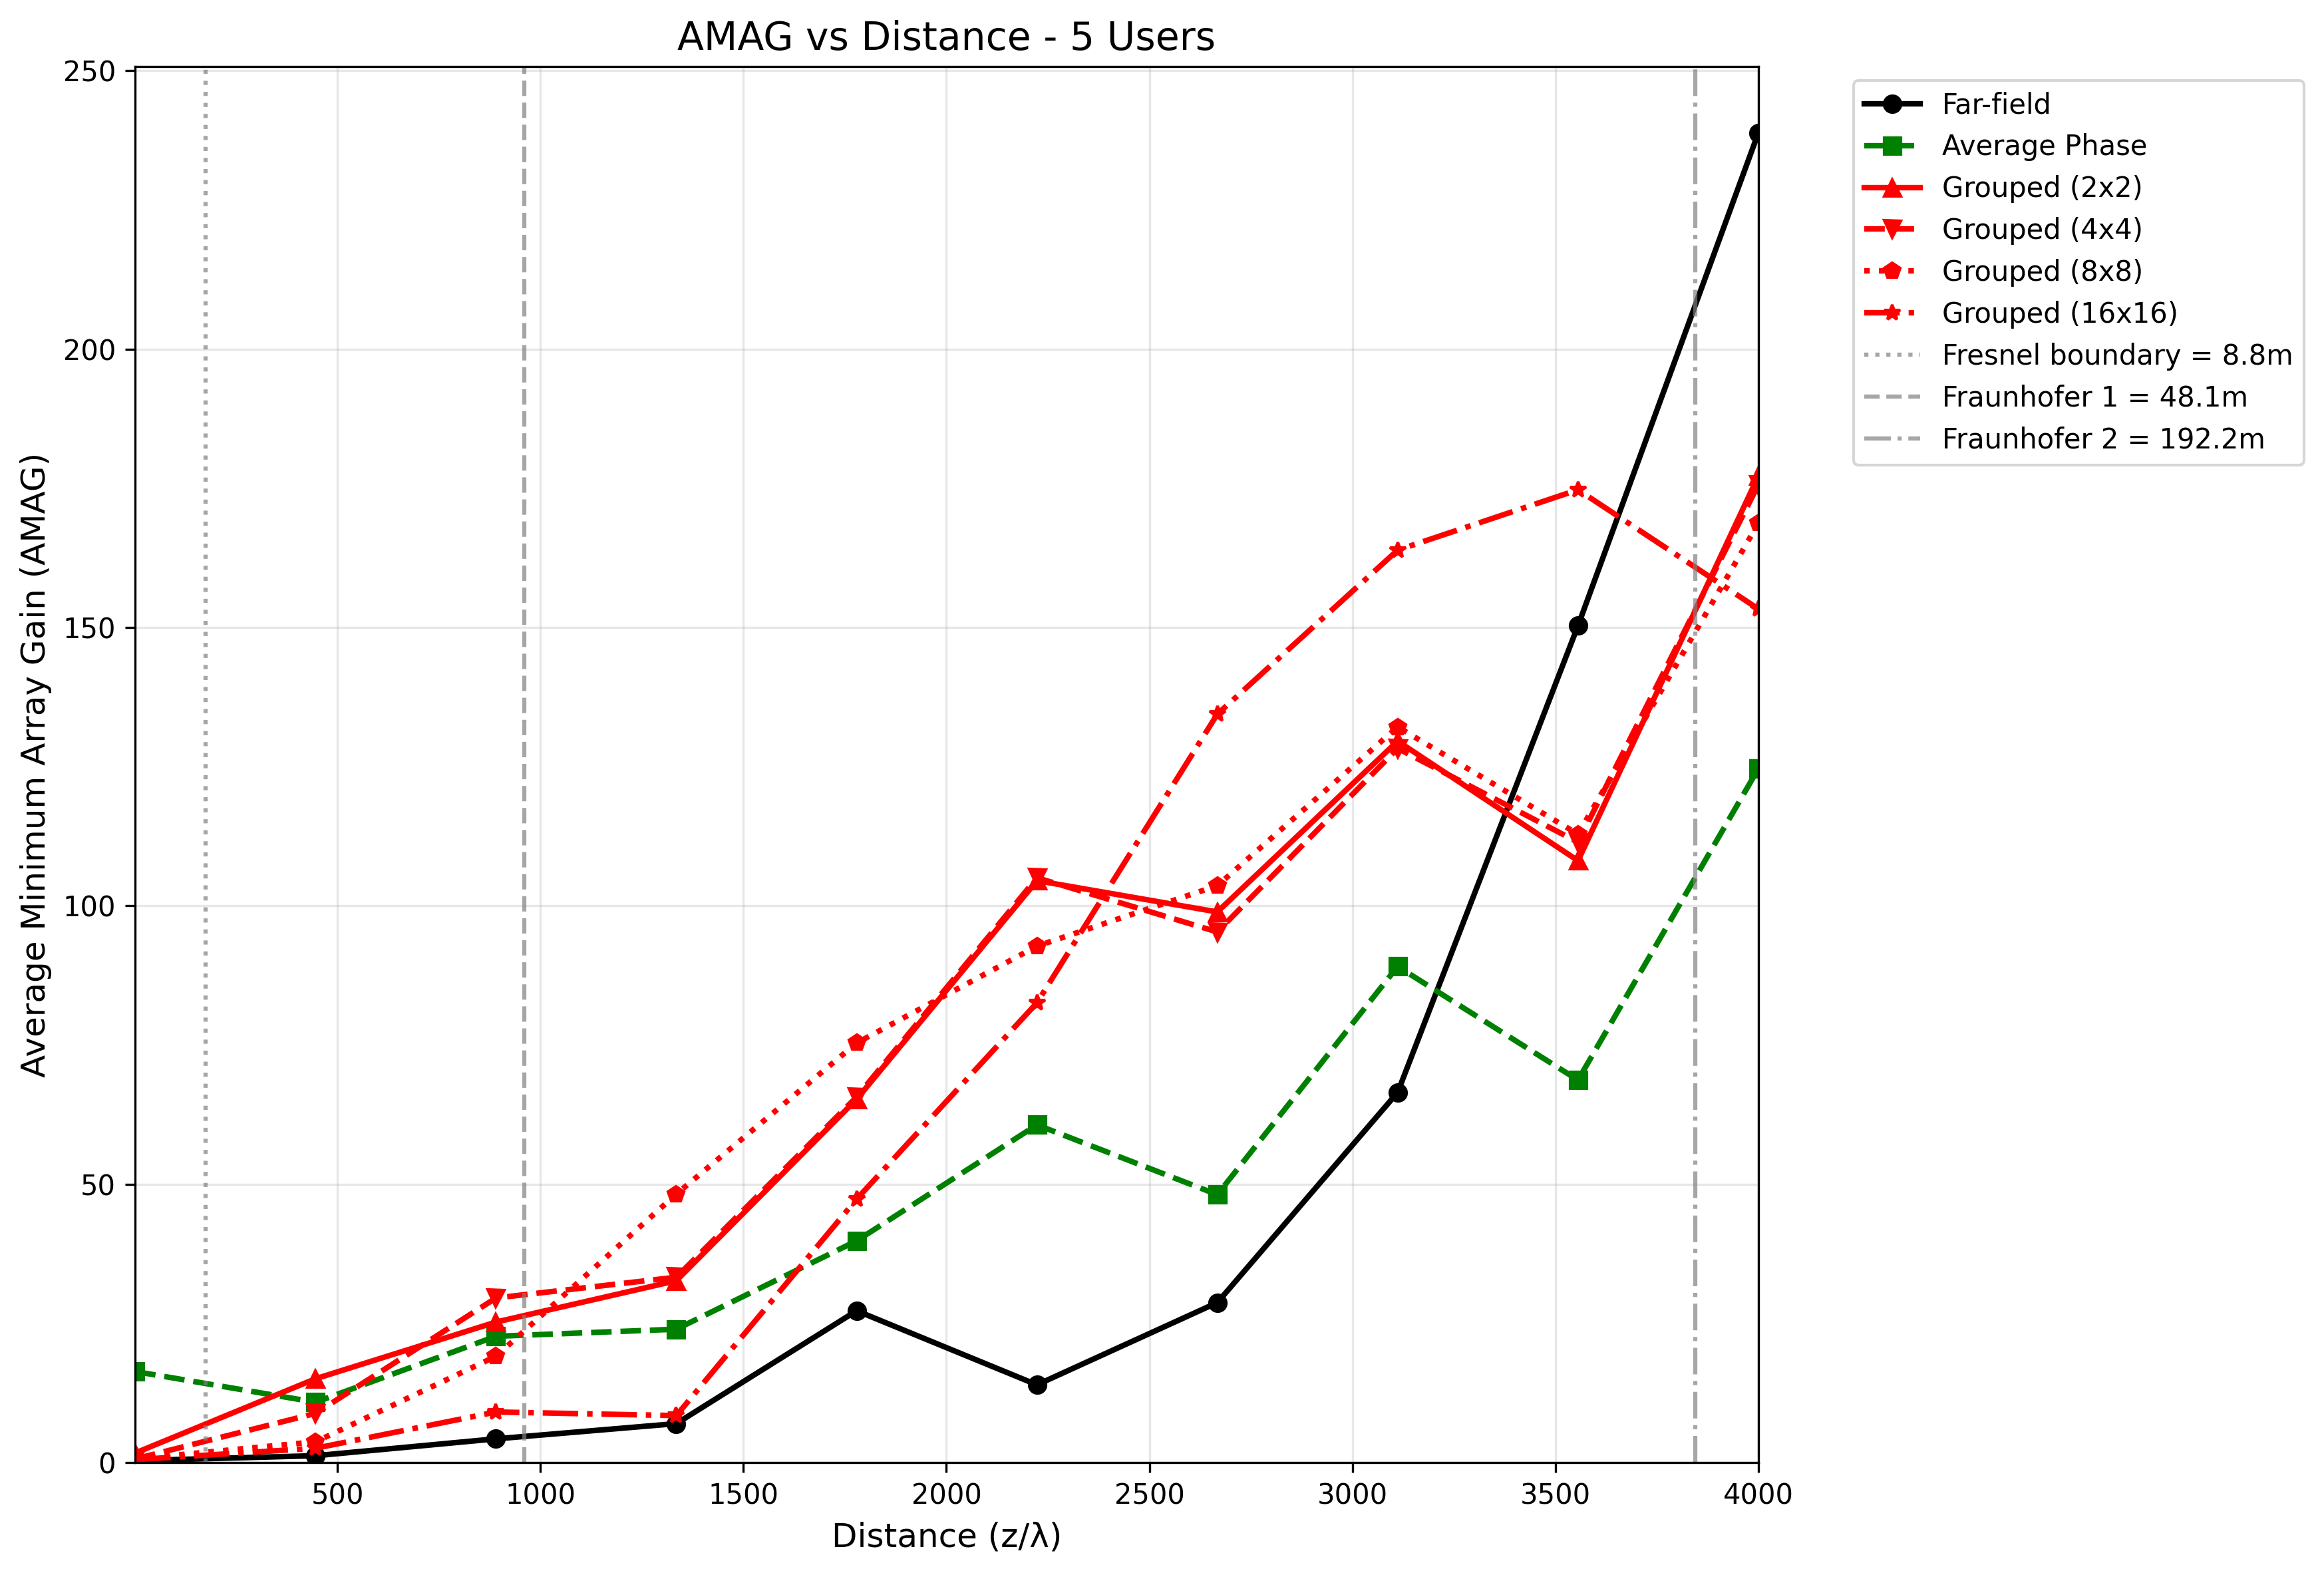 AMAG vs Distance - 5 Users
Average Minimum Array Gain (AMAG)
250
200
150
100
50
0
500 1000 1500 2000 2500 3000 3500 4000
Distance (z/λ)
Far-field
Average Phase
Grouped (2x2)
Grouped (4x4)
Grouped (8x8)
Grouped (16x16)
Fresnel boundary = 8.8m
Fraunhofer 1 = 48.1m
Fraunhofer 2 = 192.2m